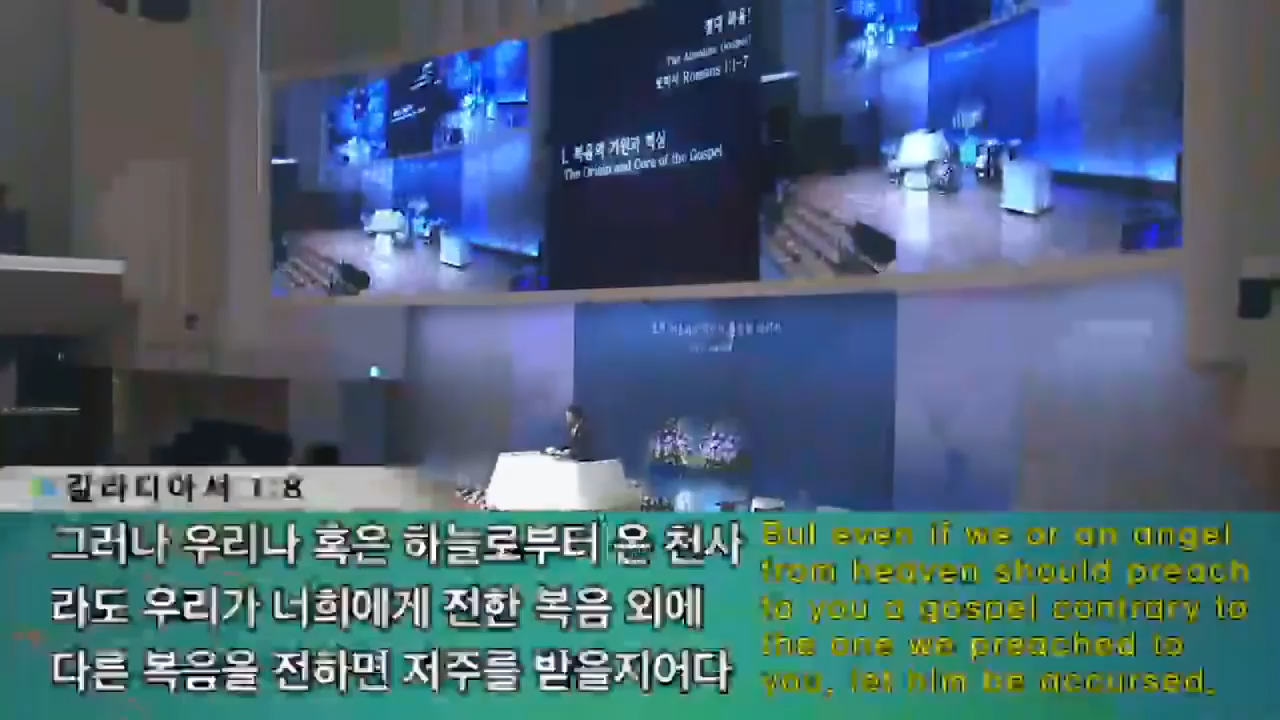 절대 복음!
The Absolute Gospel!
로마서 Romans 1:1-7
1. 복음의 기원과 핵심
The Origin and Core of the Gospel
갈라디아서 1:8
그러나 우리나 혹은 하늘로부터 온 천사
라도 우리가 너희에게 전한 복음 외에
다른 복음을 전하면 저주를 받을지어다
But even if we or an angel
from heaven should preach
to you a gospel contrary to
the one we preached to
you, let him be accursed.